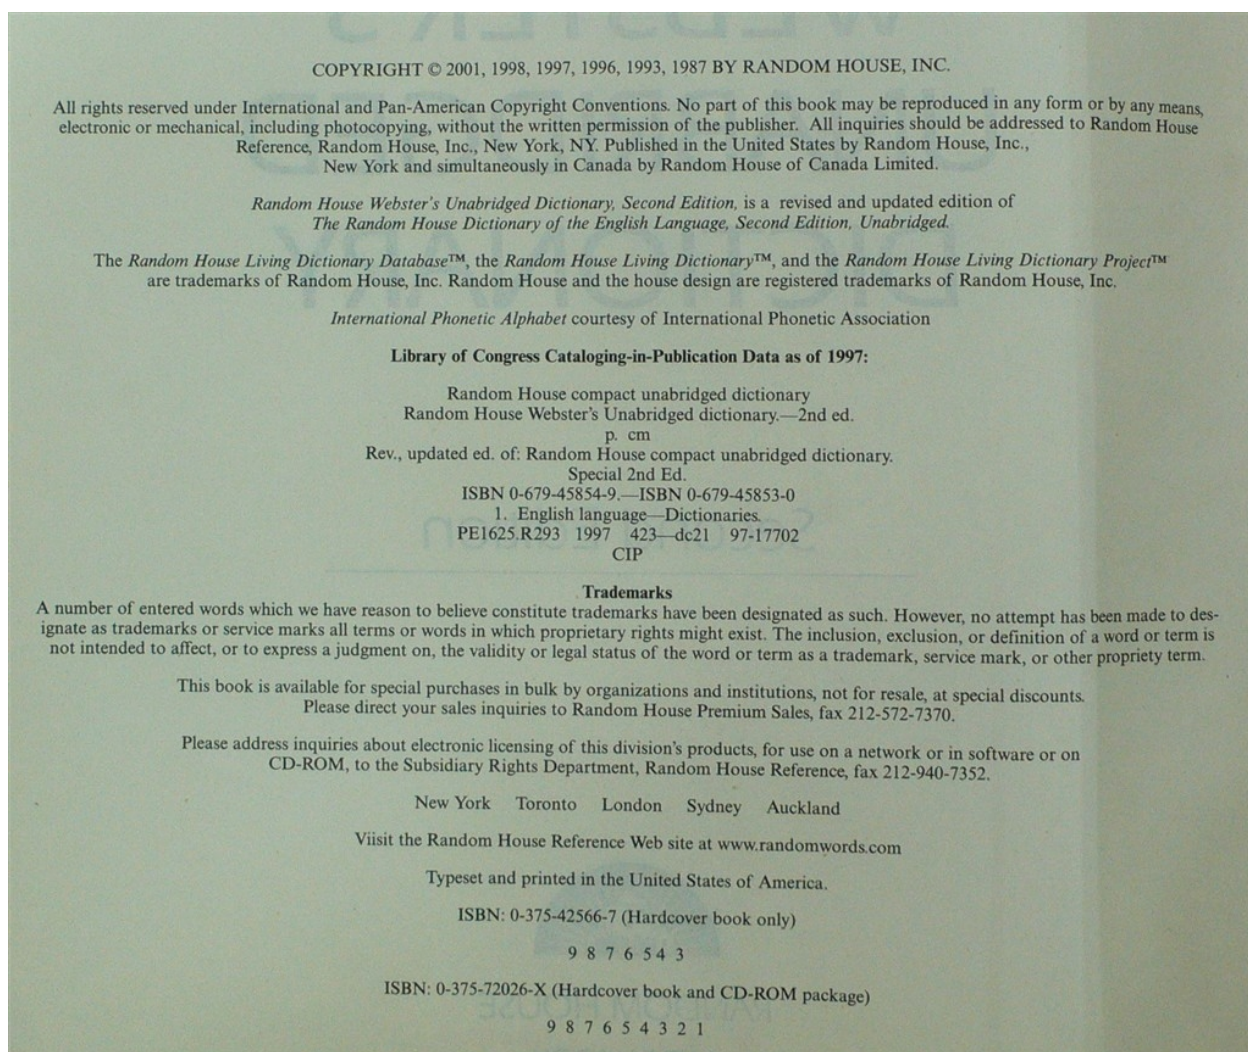 COPYRIGHT © 2001, 1998, 1997, 1996, 1993, 1987 BY RANDOM HOUSE, INC.
All rights reserved under International and Pan-American Copyright Conventions. No part of this book may be reproduced in any form or by any means,
electronic or mechanical, including photocopying, without the written permission of the publisher. All inquiries should be addressed to Random House
Reference, Random House, Inc., New York, NY. Published in the United States by Random House, Inc.,
New York and simultaneously in Canada by Random House of Canada Limited.
Random House Webster's Unabridged Dictionary, Second Edition, is a revised and updated edition of
The Random House Dictionary of the English Language, Second Edition, Unabridged.
The Random House Living Dictionary Database™, the Random House Living Dictionary™, and the Random House Living Dictionary Project™
are trademarks of Random House, Inc. Random House and the house design are registered trademarks of Random House, Inc.
International Phonetic Alphabet courtesy of International Phonetic Association
Library of Congress Cataloging-in-Publication Data as of 1997:
Random House compact unabridged dictionary
Random House Webster's Unabridged dictionary.—2nd ed.
p. cm
Rev., updated ed. of: Random House compact unabridged dictionary.
Special 2nd Ed.
ISBN 0-679-45854-9.—ISBN 0-679-45853-0
1. English language—Dictionaries.
PE1625.R293 1997 423—dc21 97-17702
CIP
Trademarks
A number of entered words which we have reason to believe constitute trademarks have been designated as such. However, no attempt has been made to des-
ignate as trademarks or service marks all terms or words in which proprietary rights might exist. The inclusion, exclusion, or definition of a word or term is
not intended to affect, or to express a judgment on, the validity or legal status of the word or term as a trademark, service mark, or other propriety term.
This book is available for special purchases in bulk by organizations and institutions, not for resale, at special discounts.
Please direct your sales inquiries to Random House Premium Sales, fax 212-572-7370.
Please address inquiries about electronic licensing of this division's products, for use on a network or in software or on
CD-ROM, to the Subsidiary Rights Department, Random House Reference, fax 212-940-7352.
New York Toronto London Sydney Auckland
Viisit the Random House Reference Web site at www.randomwords.com
Typeset and printed in the United States of America.
ISBN: 0-375-42566-7 (Hardcover book only)
9 8 7 6 5 4 3
ISBN: 0-375-72026-X (Hardcover book and CD-ROM package)
9 8 7 6 5 4 3 2 1